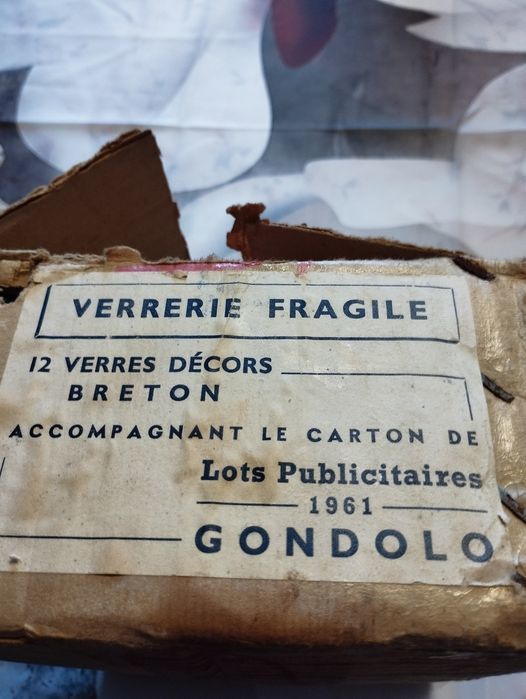 VERRERIE FRAGILE
12 VERRES DÉCORS
BRETON
ACCOMPAGNANT LE CARTON DE
Lots Publicitaires
1961
GONDOLO